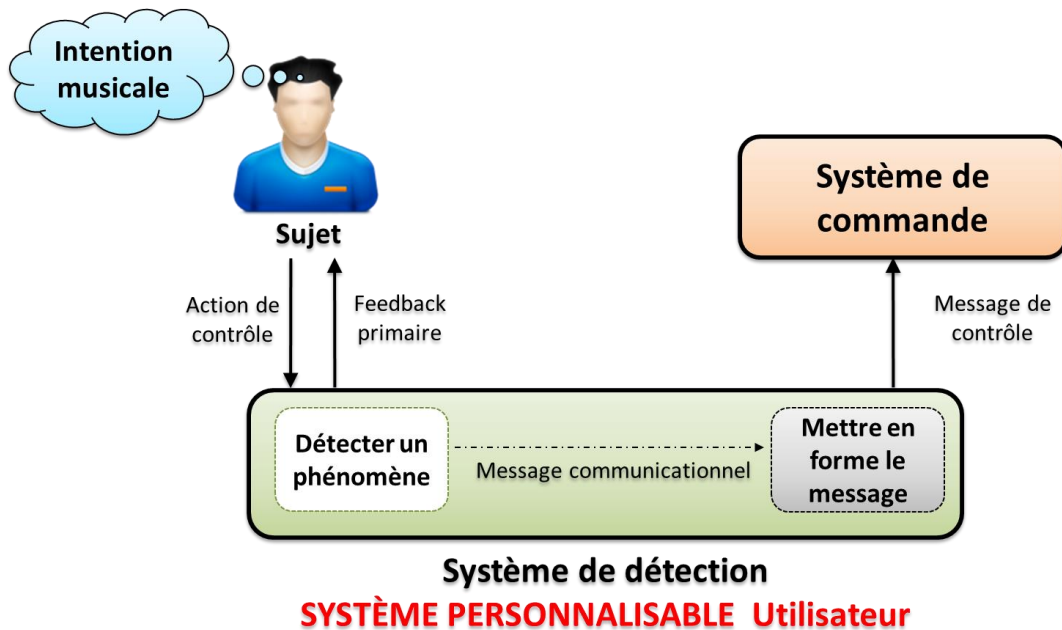 Intention
musicale
Sujet
Système de
commande
Action de
contrôle
Feedback
primaire
Message de
contrôle
Détecter un
phénomène
Message communicationnel
Mettre en
forme le
message
Système de détection
SYSTÈME PERSONNALISABLE Utilisateur